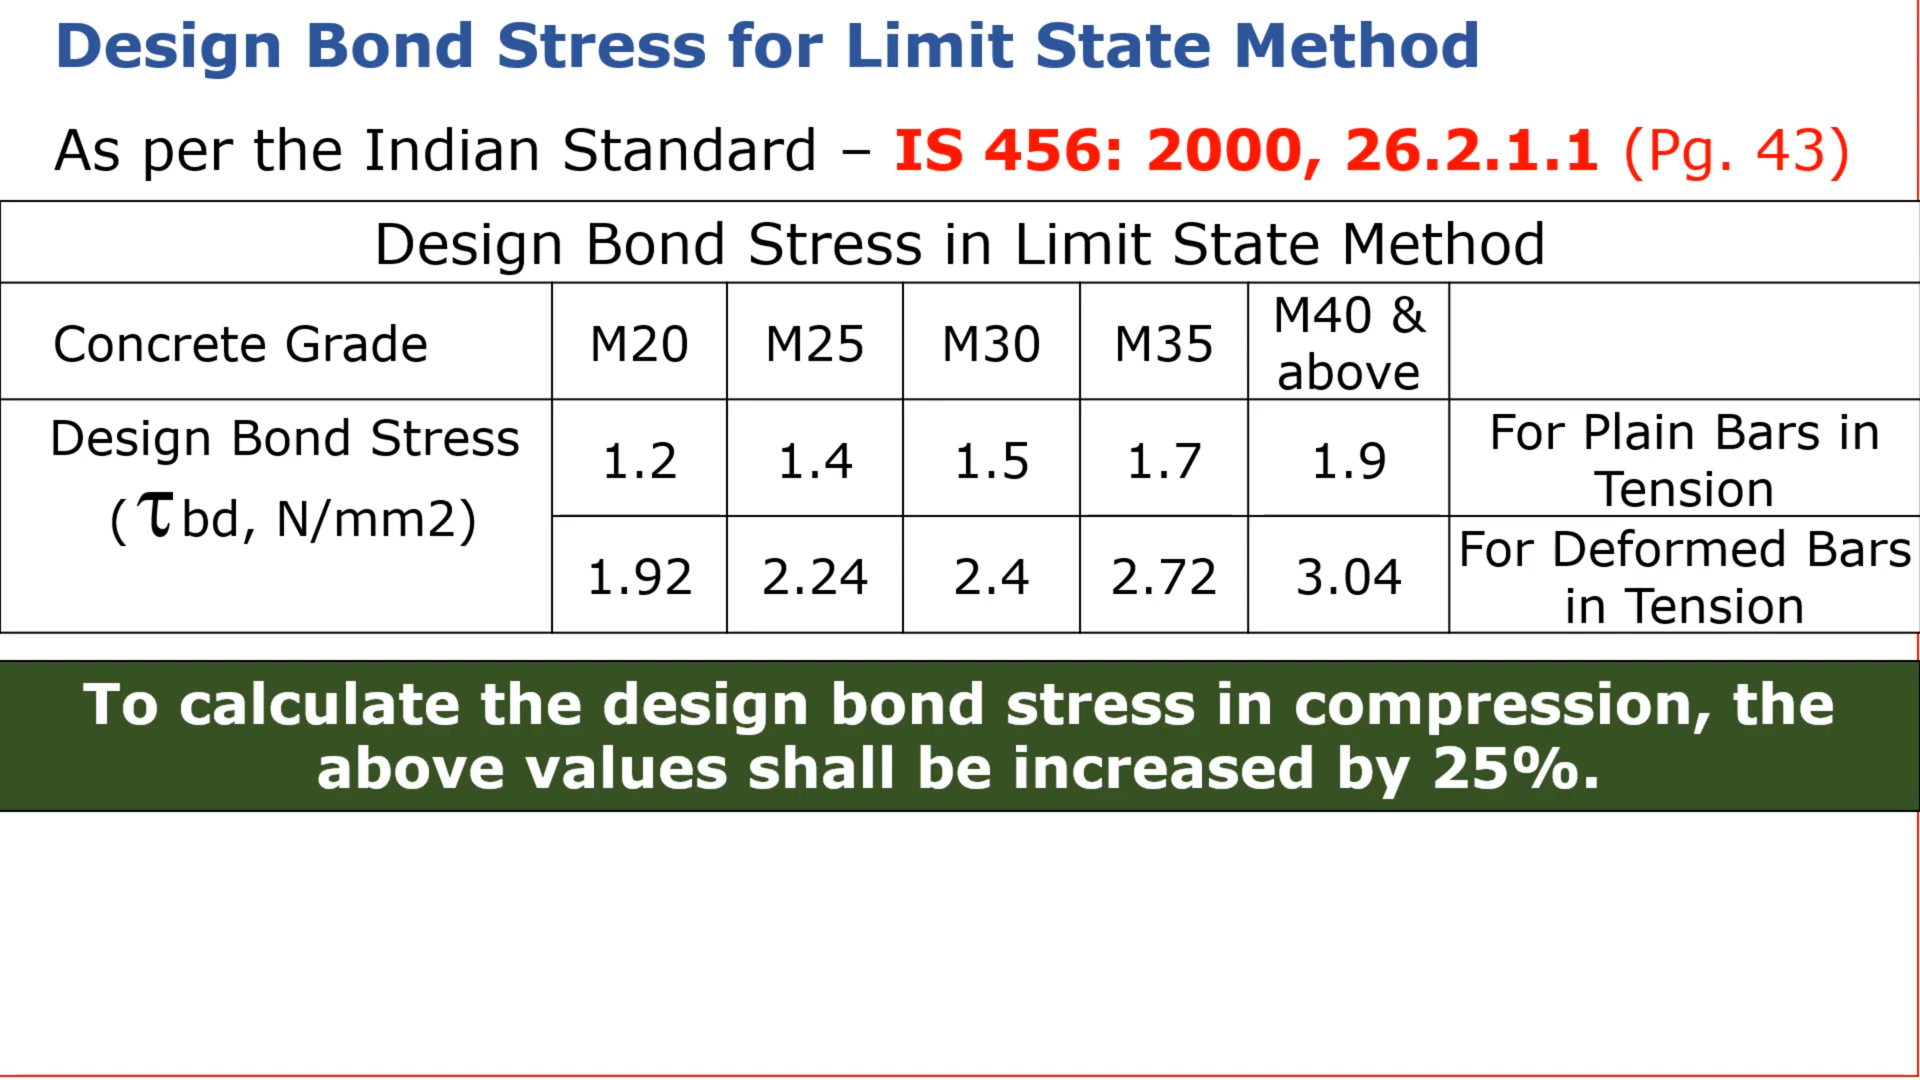 Design Bond Stress for Limit State Method
As per the Indian Standard – IS 456: 2000, 26.2.1.1 (Pg. 43)
Design Bond Stress in Limit State Method
Concrete Grade M20 M25 M30 M35 M40 & above
Design Bond Stress (τbd, N/mm2)
1.2 1.4 1.5 1.7 1.9 For Plain Bars in Tension
1.92 2.24 2.4 2.72 3.04 For Deformed Bars in Tension
To calculate the design bond stress in compression, the
above values shall be increased by 25%.